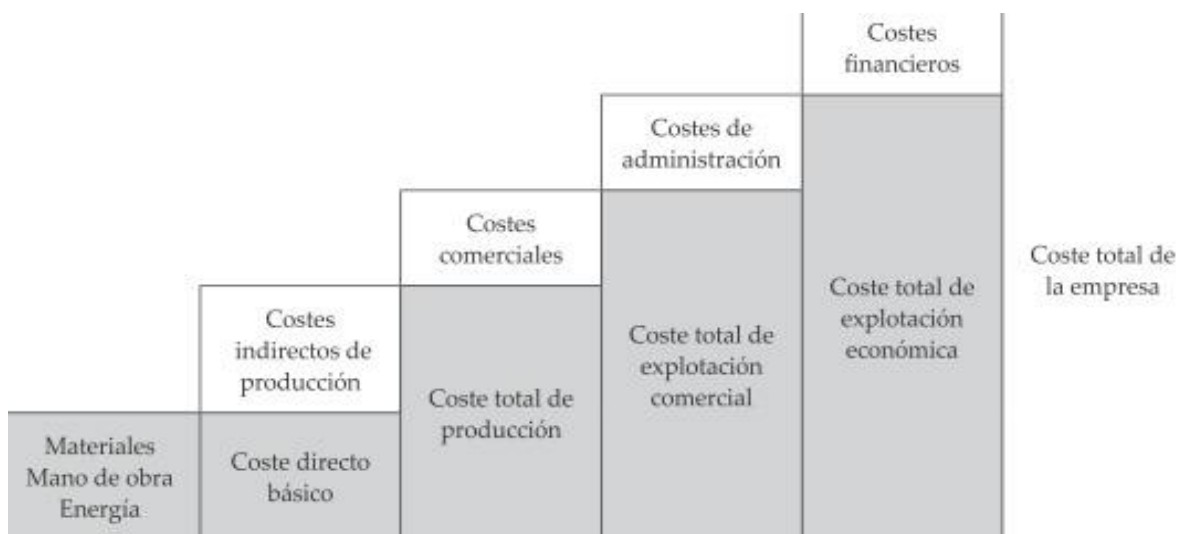 Materiales
Mano de obra
Energía
Costes
indirectos de
producción
Coste directo
básico
Costes
comerciales
Coste total de
producción
Costes de
administración
Coste total de
explotación
comercial
Costes
financieros
Coste total de
explotación
económica
Coste total de
la empresa